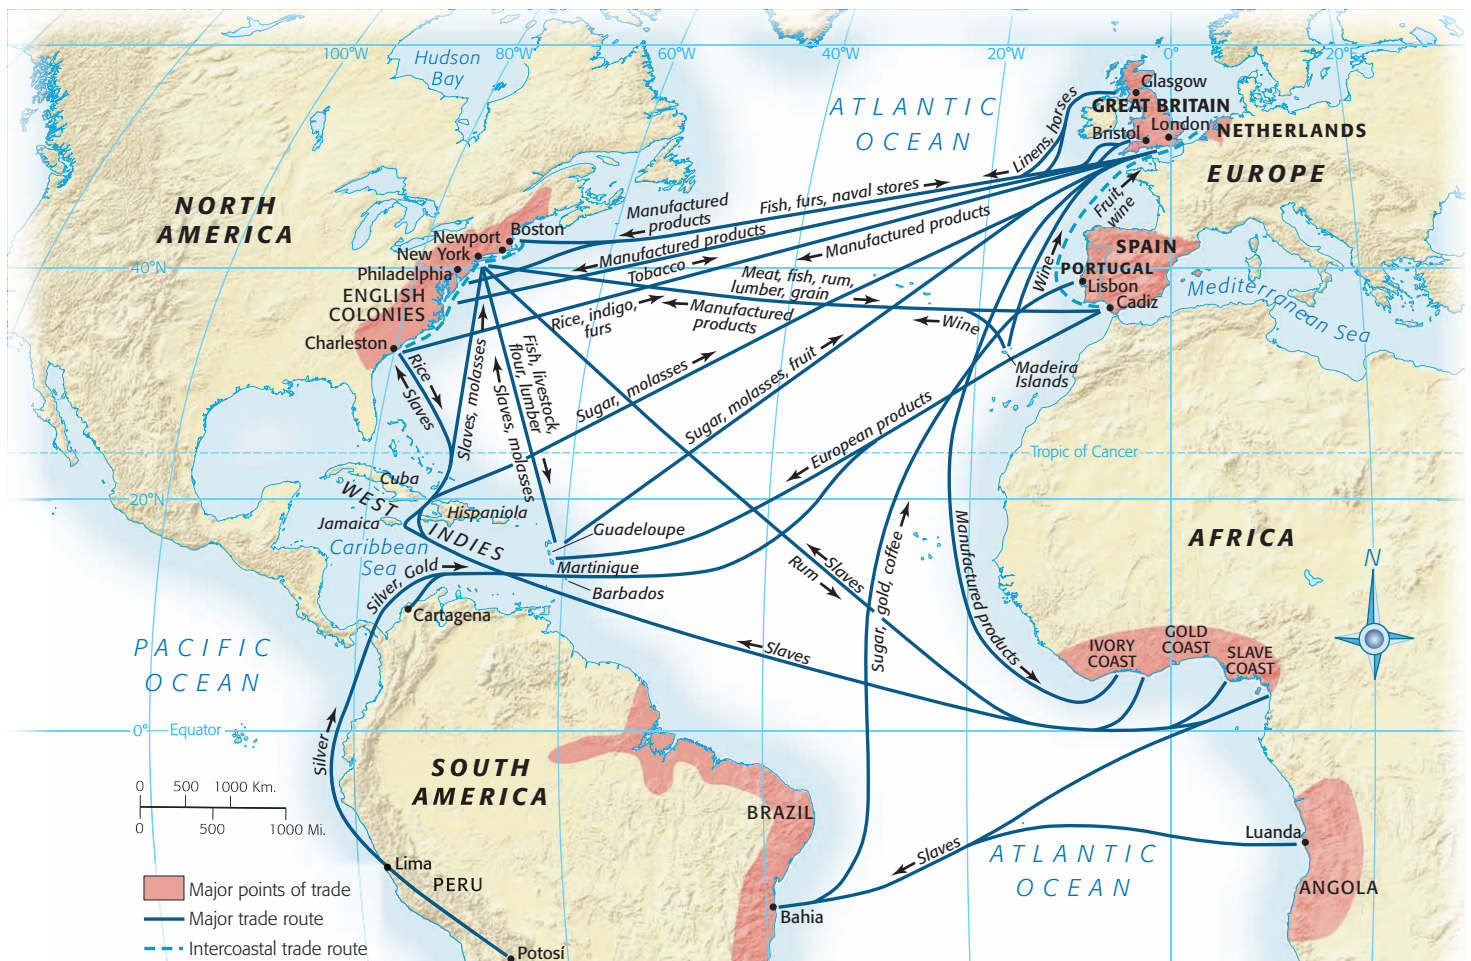 100°W
80°W
60°W
40°W
20°W
0°
20°E
Hudson
Bay
ATLANTIC
OCEAN
Glasgow
GREAT BRITAIN
London
Bristol
NETHERLANDS
EUROPE
Linens, horses
NORTH
AMERICA
Fish, furs, naval stores
Manufactured
products
Manufactured products
Tobacco
Manufactured products
Fruit,
wine
Wine
Boston
Newport
New York
Philadelphia
40°N
ENGLISH
COLONIES
Charleston
SPAIN
PORTUGAL
Lisbon
Cadiz
Mediterranean Sea
Meat, fish, rum,
lumber, grain
Rice, indigo,
furs
Manufactured
products
Wine
Madeira
Islands
Rice
Slaves
Slaves, molasses
Fish, livestock,
flour, lumber
Slaves, molasses
Sugar, molasses
Sugar, molasses, fruit
European products
Tropic of Cancer
20°N
Cuba
WEST
INDIES
Hispaniola
Jamaica
Caribbean
Sea
Guadeloupe
Martinique
Barbados
Silver, Gold
Cartagena
Slaves
Rum
Sugar, gold, coffee
Manufactured products
AFRICA
N
PACIFIC
OCEAN
Slaves
IVORY
COAST
GOLD
COAST
SLAVE
COAST
0°
Equator
Silver
SOUTH
AMERICA
BRAZIL
0 500 1000 Km.
0 500 1000 Mi.
Lima
PERU
Slaves
ATLANTIC
OCEAN
Luanda
ANGOLA
Bahia
Potosí
Major points of trade
Major trade route
Intercoastal trade route